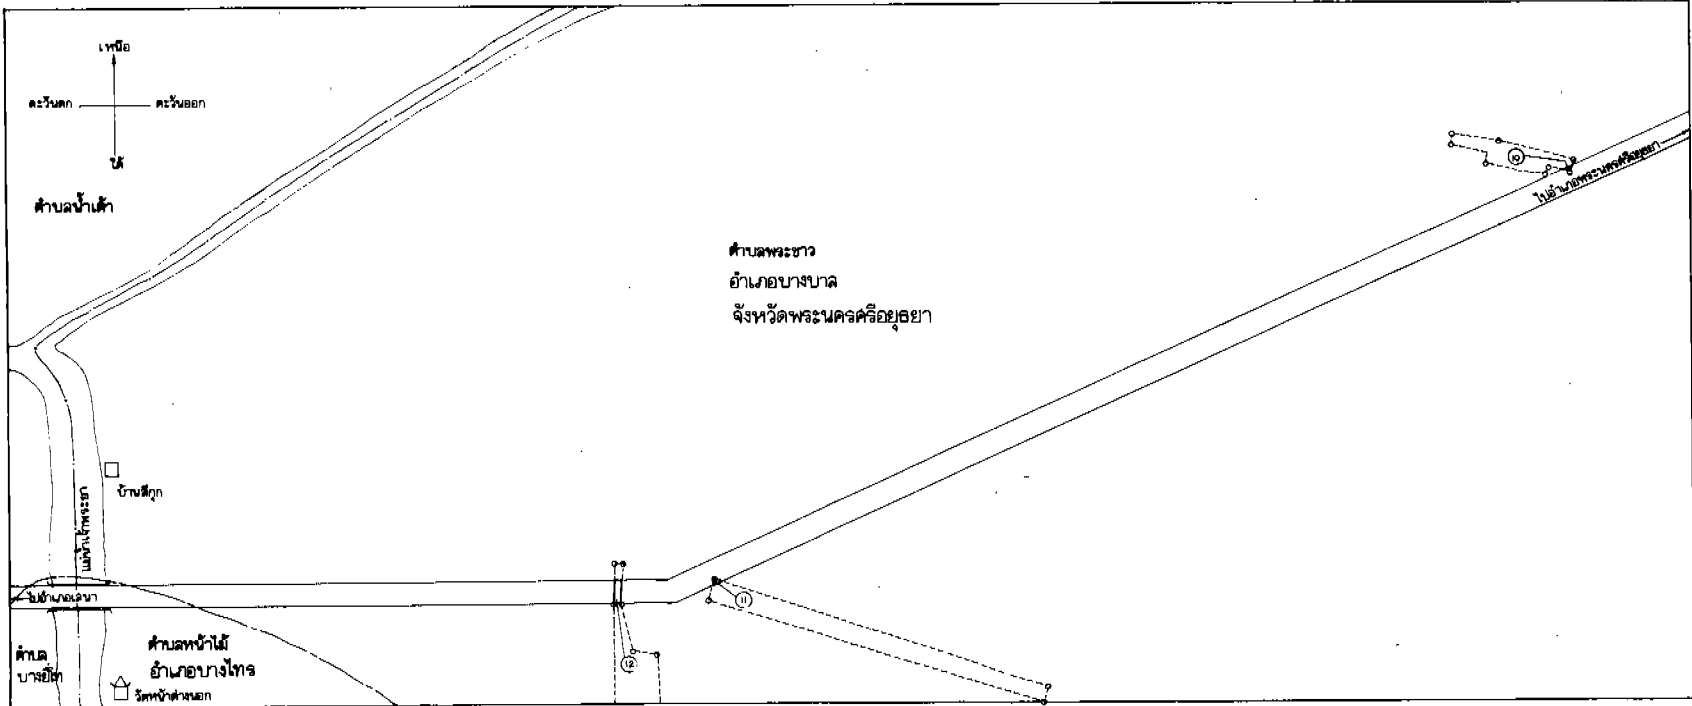 เหนือ
ตะวันตก
ตะวันออก
ใต้
ตำบลน้ำเต้า
ตำบลพระขาว
อำเภอบางบาล
จังหวัดพระนครศรีอยุธยา
10
ไปอำเภอพระนครศรีอยุธยา
บ้านสีกุก
แม่น้ำเจ้าพระยา
ไปอำเภอเสนา
11
12
ตำบล
บางยี่โท
ตำบลหน้าไม้
อำเภอบางไทร
วัดหน้าต่างนอก